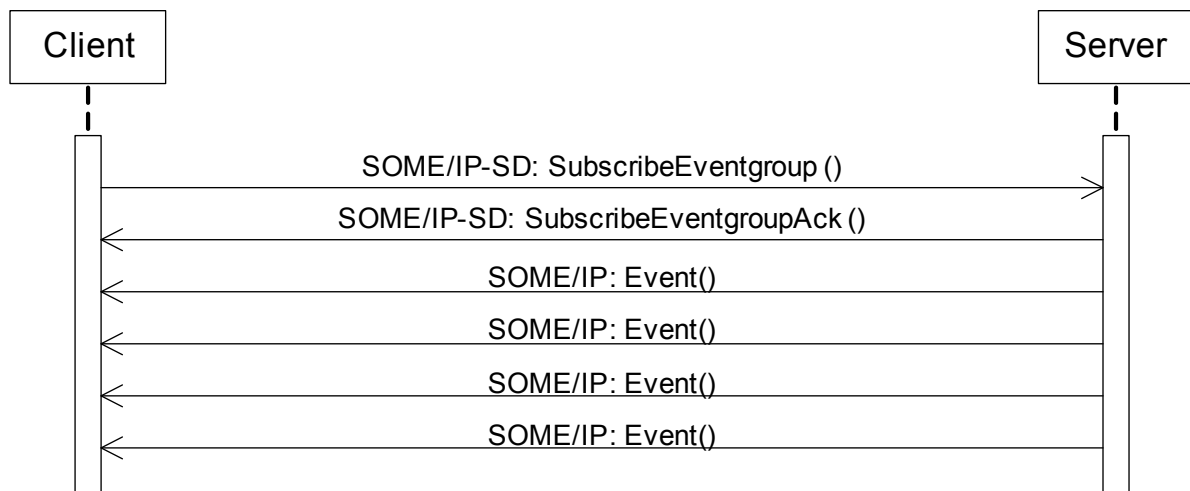 Client
Server
SOME/IP-SD: SubscribeEventgroup ()
SOME/IP-SD: SubscribeEventgroupAck ()
SOME/IP: Event()
SOME/IP: Event()
SOME/IP: Event()
SOME/IP: Event()